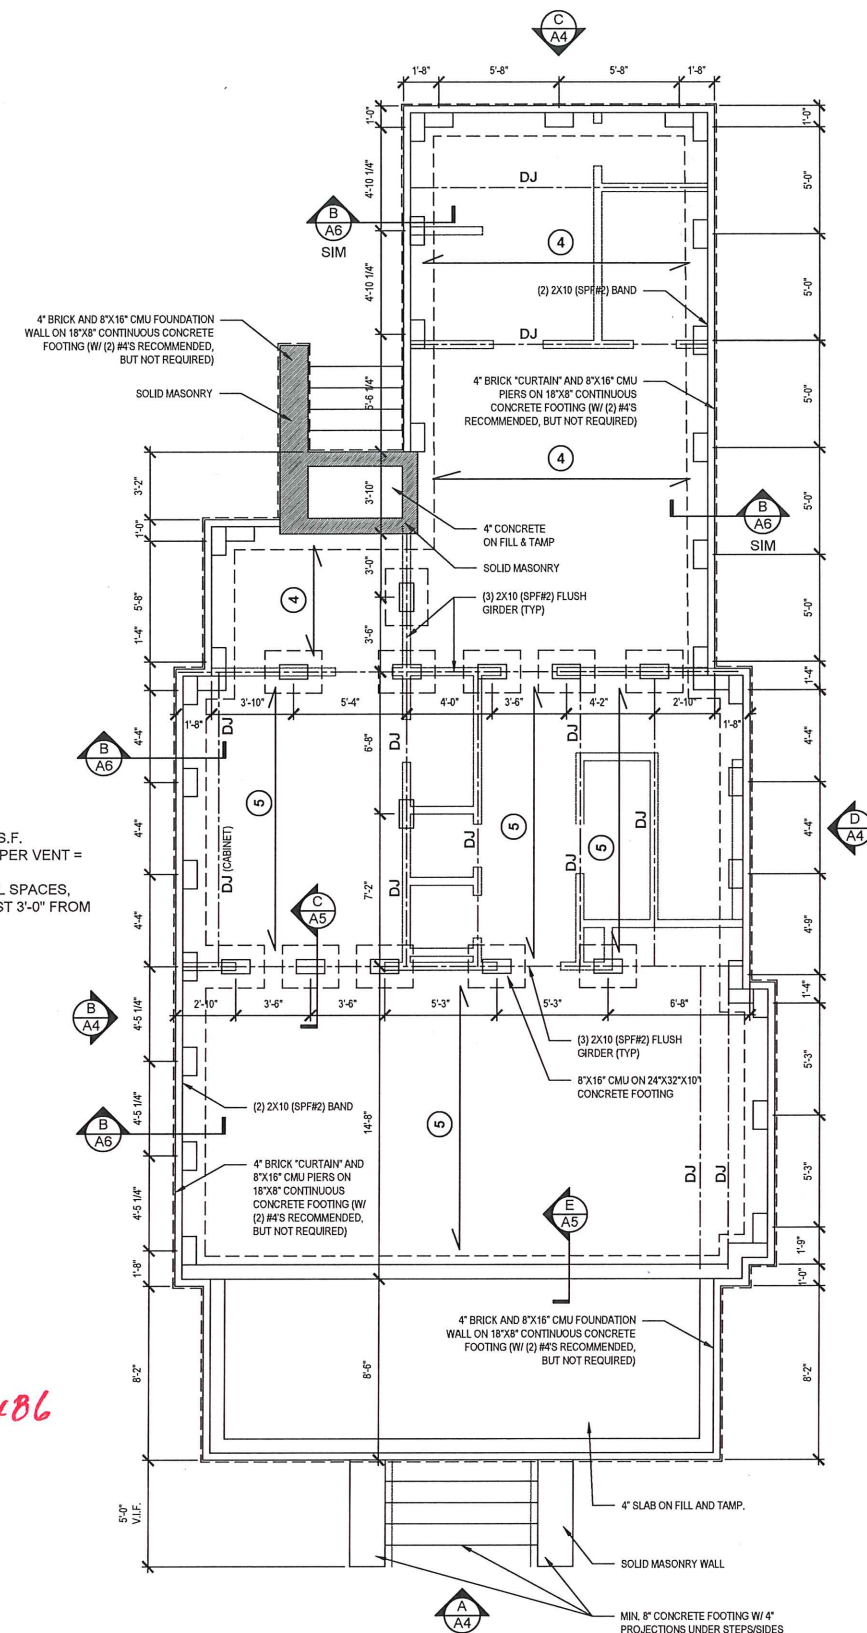 C
A4
1'-8"
5'-8"
5'-8"
1'-8"
1'-0"
1'-0"
4'-10 1/4"
5'-0"
DJ
B
A6
SIM
4
4'-10 1/4"
5'-0"
(2) 2X10 (SPF#2) BAND
4" BRICK AND 8"X16" CMU FOUNDATION
WALL ON 18"X8" CONTINUOUS CONCRETE
FOOTING (W/ (2) #4'S RECOMMENDED,
BUT NOT REQUIRED)
DJ
5'-0"
SOLID MASONRY
5'-6 1/4"
4" BRICK "CURTAIN" AND 8"X16" CMU
PIERS ON 18"X8" CONTINUOUS
CONCRETE FOOTING (W/ (2) #4'S
RECOMMENDED, BUT NOT REQUIRED)
4
3'-2"
3'-10"
5'-0"
B
A6
SIM
1'-0"
4" CONCRETE
ON FILL & TAMP
SOLID MASONRY
5'-8"
4
3'-0"
(3) 2X10 (SPF#2) FLUSH
GIRDER (TYP)
5'-0"
1'-4"
3'-6"
1'-4"
1'-8"
3'-10"
5'-4"
4'-0"
3'-6"
4'-2"
2'-10"
1'-8"
DJ
DJ
DJ
4'-4"
6'-8"
4'-4"
B
A6
5
5
5
DJ
DJ
DJ
D
A4
S.F.
PER VENT =
L SPACES,
ST 3'-0" FROM
4'-4"
4'-4"
DJ (CABINET)
DJ
C
A5
7'-2"
4'-4"
4'-9"
2'-10"
3'-6"
3'-6"
5'-3"
5'-3"
6'-8"
1'-4"
B
A4
4'-5 1/4"
(3) 2X10 (SPF#2) FLUSH
GIRDER (TYP)
5'-3"
8"X16" CMU ON 24"X32"X10"
CONCRETE FOOTING
(2) 2X10 (SPF#2) BAND
B
A6
4'-5 1/4"
14'-8"
5
DJ
DJ
5'-3"
4" BRICK "CURTAIN" AND
8"X16" CMU PIERS ON
18"X8" CONTINUOUS
CONCRETE FOOTING (W/
(2) #4'S RECOMMENDED,
BUT NOT REQUIRED)
4'-5 1/4"
E
A5
1'-9"
1'-8"
1'-0"
4" BRICK AND 8"X16" CMU FOUNDATION
WALL ON 18"X8" CONTINUOUS CONCRETE
FOOTING (W/ (2) #4'S RECOMMENDED,
BUT NOT REQUIRED)
8'-2"
8'-6"
8'-2"
B6
5'-0"
V.I.F.
4" SLAB ON FILL AND TAMP.
SOLID MASONRY WALL
A
A4
MIN. 8" CONCRETE FOOTING W/ 4"
PROJECTIONS UNDER STEPS/SIDES